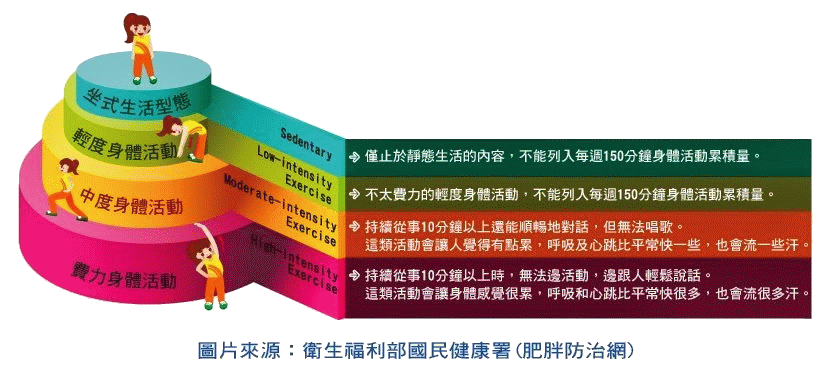 坐式生活型態
Sedentary
僅止於靜態生活的內容，不能列入每週150分鐘身體活動累積量。
輕度身體活動
Low-intensity
Exercise
不太費力的輕度身體活動，不能列入每週150分鐘身體活動累積量。
中度身體活動
Moderate-intensity
Exercise
持續從事10分鐘以上還能順暢地對話，但無法唱歌。
這類活動會讓人覺得有點累，呼吸及心跳比平常快一些，也會流一些汗。
費力身體活動
High-intensity
Exercise
持續從事10分鐘以上時，無法邊活動，邊跟人輕鬆說話。
這類活動會讓身體感覺很累，呼吸和心跳比平常快很多，也會流很多汗。
圖片來源：衛生福利部國民健康署(肥胖防治網)